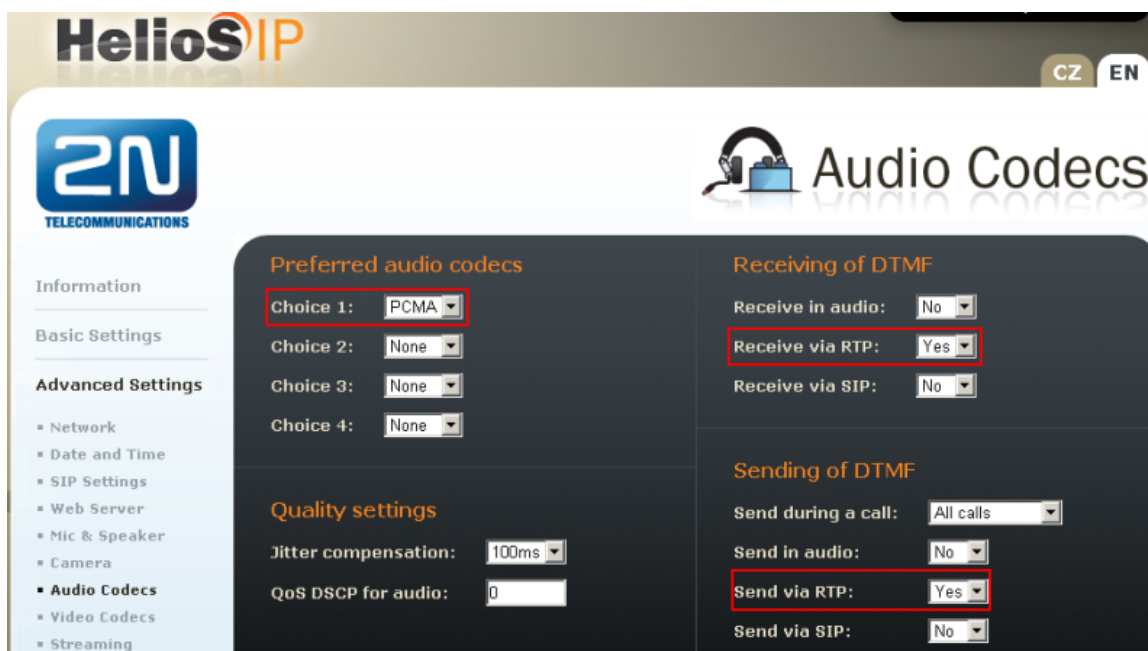 HelioS IP
CZ EN
2N
TELECOMMUNICATIONS
Audio Codecs
Information
Basic Settings
Advanced Settings
Network
Date and Time
SIP Settings
Web Server
Mic & Speaker
Camera
Audio Codecs
Video Codecs
Streaming
Preferred audio codecs
Choice 1: PCMA
Choice 2: None
Choice 3: None
Choice 4: None
Quality settings
Jitter compensation: 100ms
QoS DSCP for audio: 0
Receiving of DTMF
Receive in audio: No
Receive via RTP: Yes
Receive via SIP: No
Sending of DTMF
Send during a call: All calls
Send in audio: No
Send via RTP: Yes
Send via SIP: No